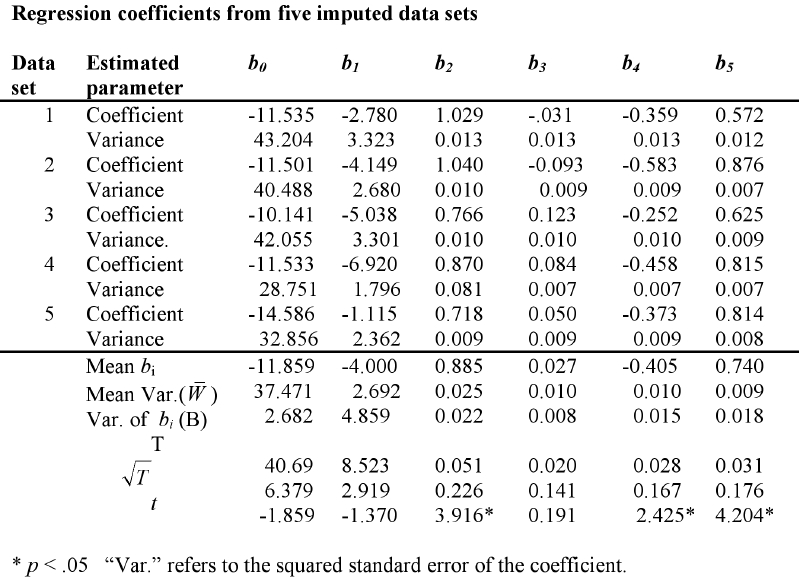 Regression coefficients from five imputed data sets
Data set Estimated parameter b0 b1 b2 b3 b4 b5
1 Coefficient -11.535 -2.780 1.029 -.031 -0.359 0.572
Variance 43.204 3.323 0.013 0.013 0.013 0.012
2 Coefficient -11.501 -4.149 1.040 -0.093 -0.583 0.876
Variance 40.488 2.680 0.010 0.009 0.009 0.007
3 Coefficient -10.141 -5.038 0.766 0.123 -0.252 0.625
Variance. 42.055 3.301 0.010 0.010 0.010 0.009
4 Coefficient -11.533 -6.920 0.870 0.084 -0.458 0.815
Variance 28.751 1.796 0.081 0.007 0.007 0.007
5 Coefficient -14.586 -1.115 0.718 0.050 -0.373 0.814
Variance 32.856 2.362 0.009 0.009 0.009 0.008
Mean bi -11.859 -4.000 0.885 0.027 -0.405 0.740
Mean Var.(W̄) 37.471 2.692 0.025 0.010 0.010 0.009
Var. of bi (B) 2.682 4.859 0.022 0.008 0.015 0.018
T
√T 40.69 8.523 0.051 0.020 0.028 0.031
6.379 2.919 0.226 0.141 0.167 0.176
t
-1.859 -1.370 3.916* 0.191 2.425* 4.204*
* p < .05 “Var.” refers to the squared standard error of the coefficient.